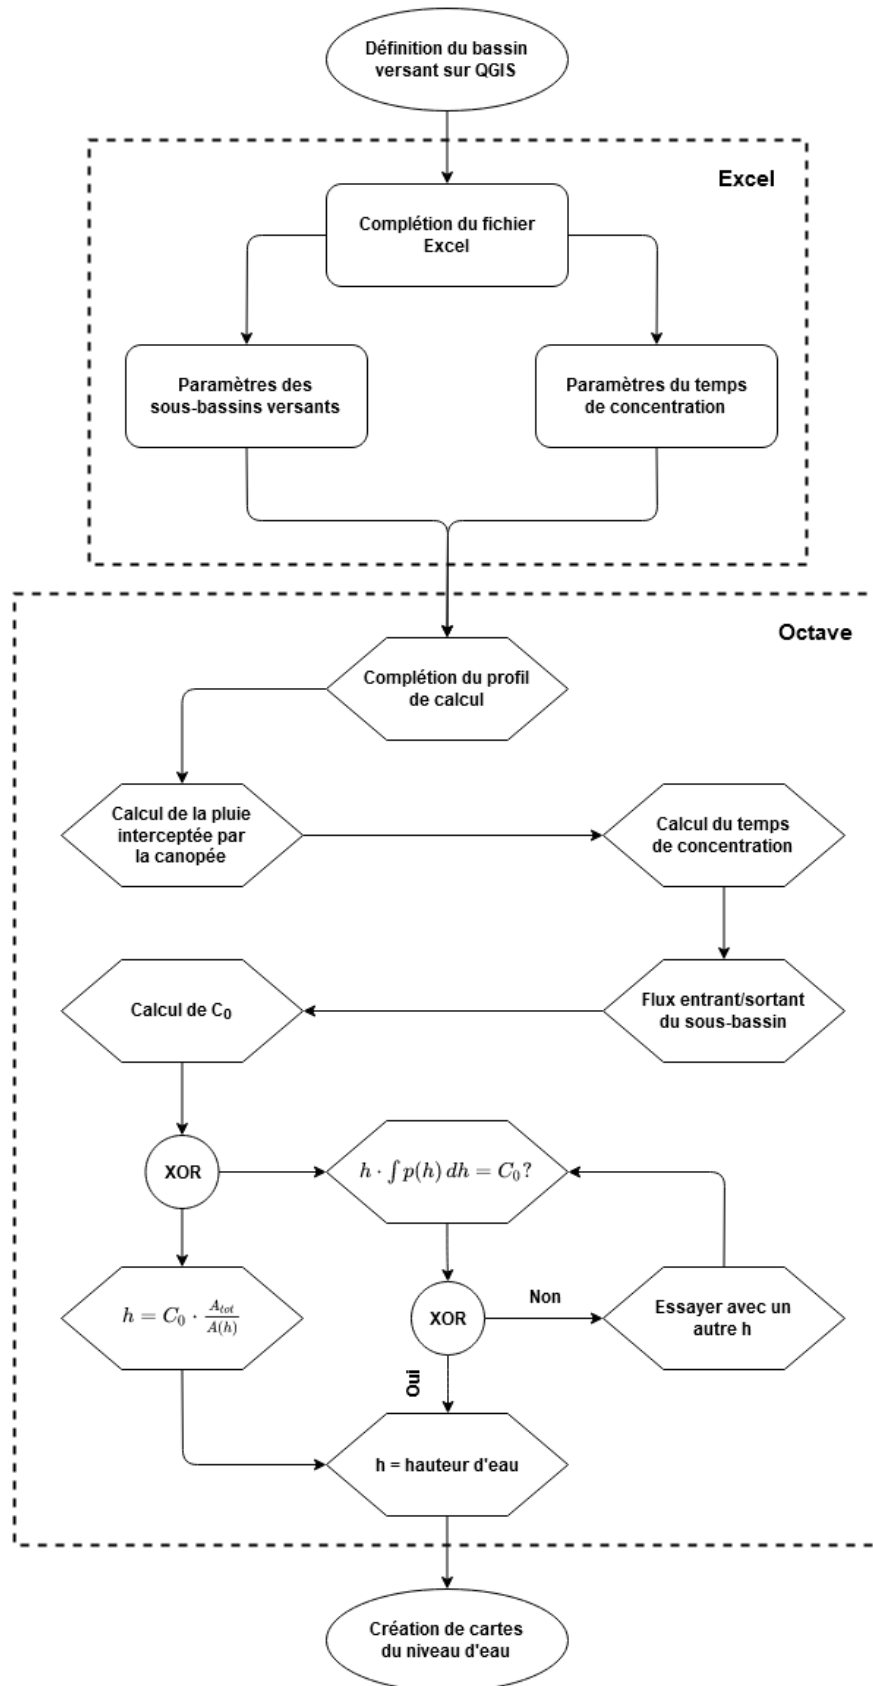 Définition du bassin
versant sur QGIS
Excel
Complétion du fichier
Excel
Paramètres des
sous-bassins versants
Paramètres du temps
de concentration
Octave
Complétion du profil
de calcul
Calcul de la pluie
interceptée par
la canopée
Calcul du temps
de concentration
Flux entrant/sortant
du sous-bassin
Calcul de C₀
XOR
h · ∫ p(h) dh = C₀?
h = C₀ · A_tot / A(h)
XOR
Non
Essayer avec un
autre h
Oui
h = hauteur d'eau
Création de cartes
du niveau d'eau